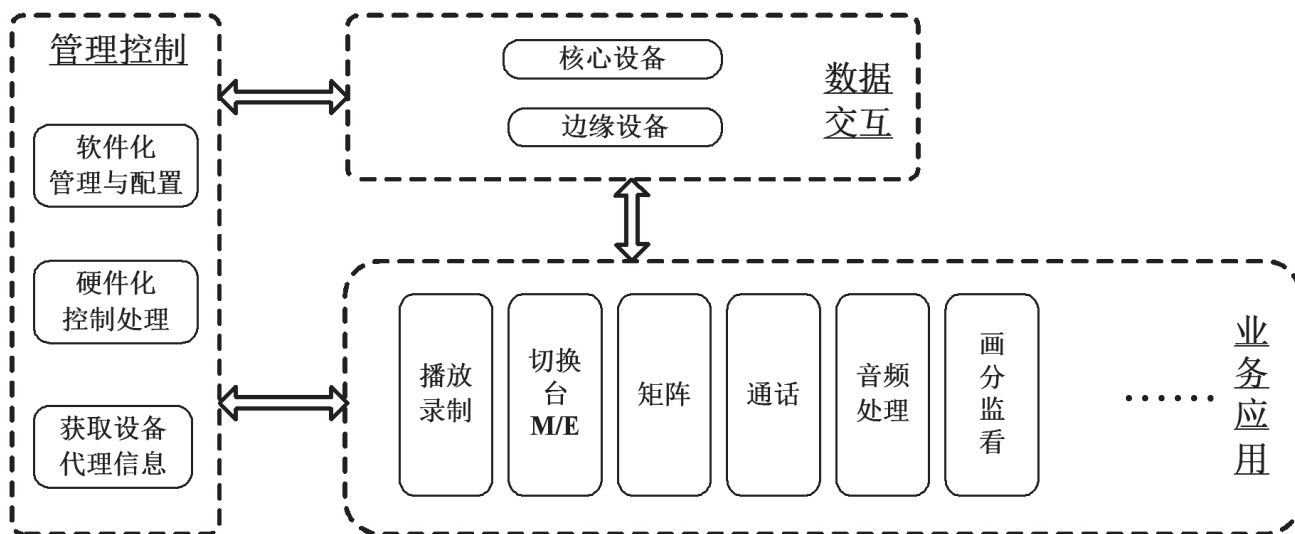 管理控制
软件化
管理与配置
硬件化
控制处理
获取设备
代理信息
核心设备
边缘设备
数据
交互
播放
录制
切换
台
M/E
矩阵
通话
音频
处理
画
分
监
看
······
业
务
应
用